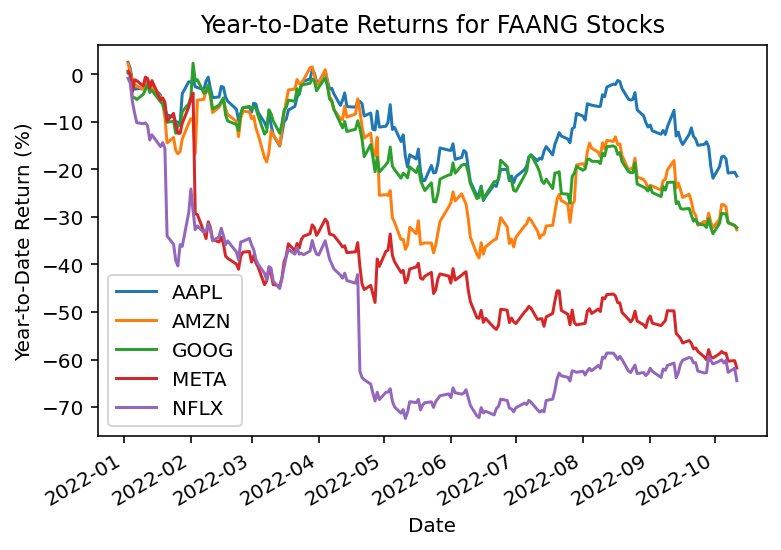 Year-to-Date Returns for FAANG Stocks
Year-to-Date Return (%)
0
−10
−20
−30
−40
−50
−60
−70
AAPL
AMZN
GOOG
META
NFLX
2022-01
2022-02
2022-03
2022-04
2022-05
2022-06
2022-07
2022-08
2022-09
2022-10
Date